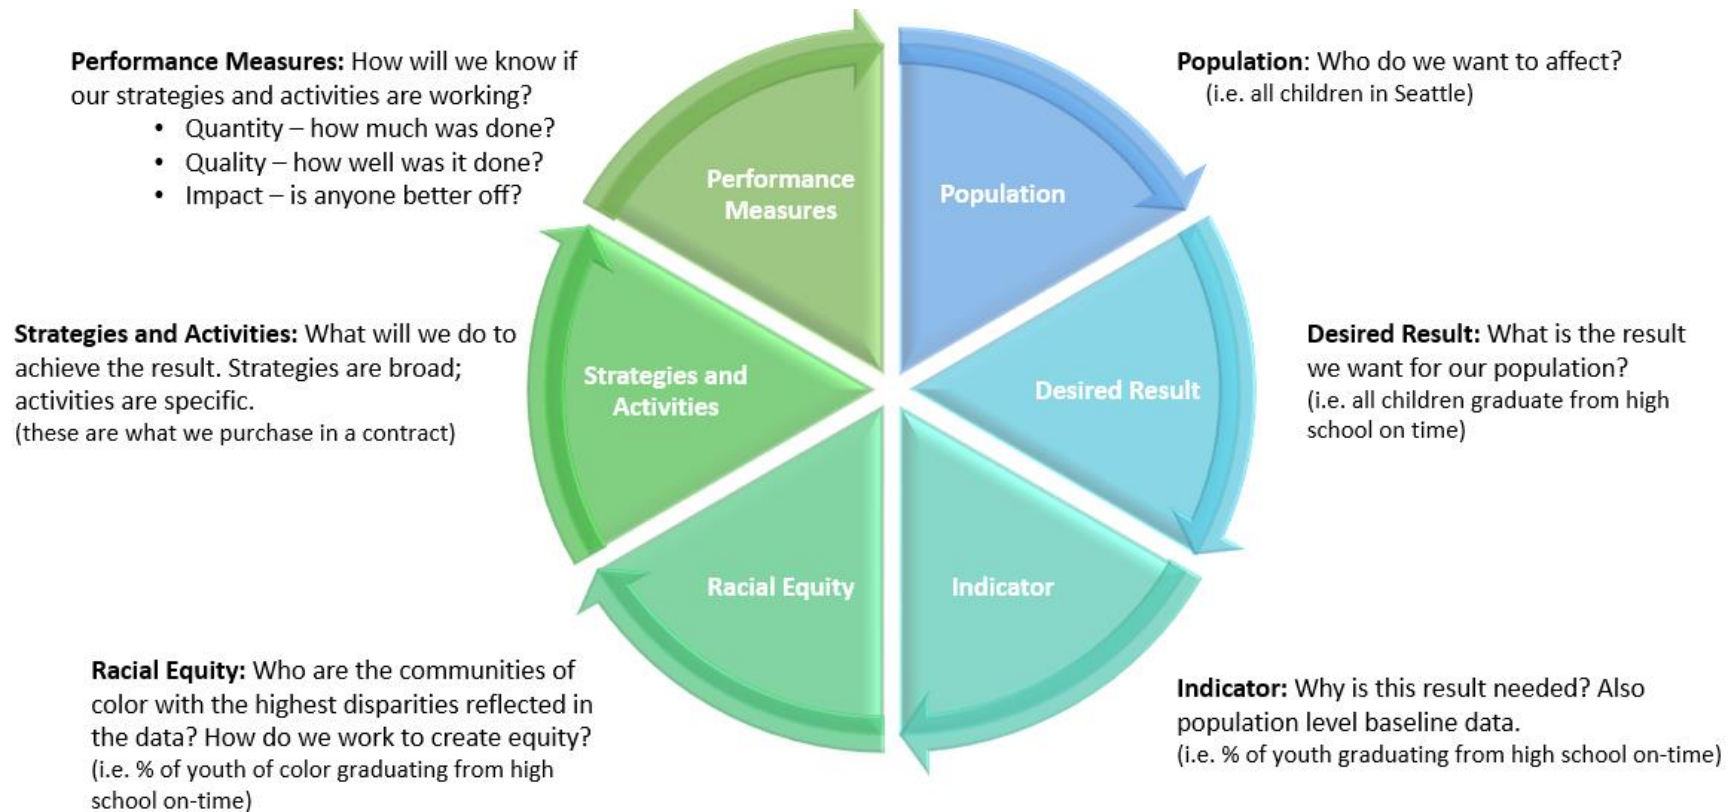 Performance Measures: How will we know if
our strategies and activities are working?
• Quantity – how much was done?
• Quality – how well was it done?
• Impact – is anyone better off?
Population: Who do we want to affect?
(i.e. all children in Seattle)
Performance
Measures
Population
Strategies and Activities: What will we do to
achieve the result. Strategies are broad;
activities are specific.
(these are what we purchase in a contract)
Strategies and
Activities
Desired Result
Desired Result: What is the result
we want for our population?
(i.e. all children graduate from high
school on time)
Racial Equity
Indicator
Racial Equity: Who are the communities of
color with the highest disparities reflected in
the data? How do we work to create equity?
(i.e. % of youth of color graduating from high
school on-time)
Indicator: Why is this result needed? Also
population level baseline data.
(i.e. % of youth graduating from high school on-time)